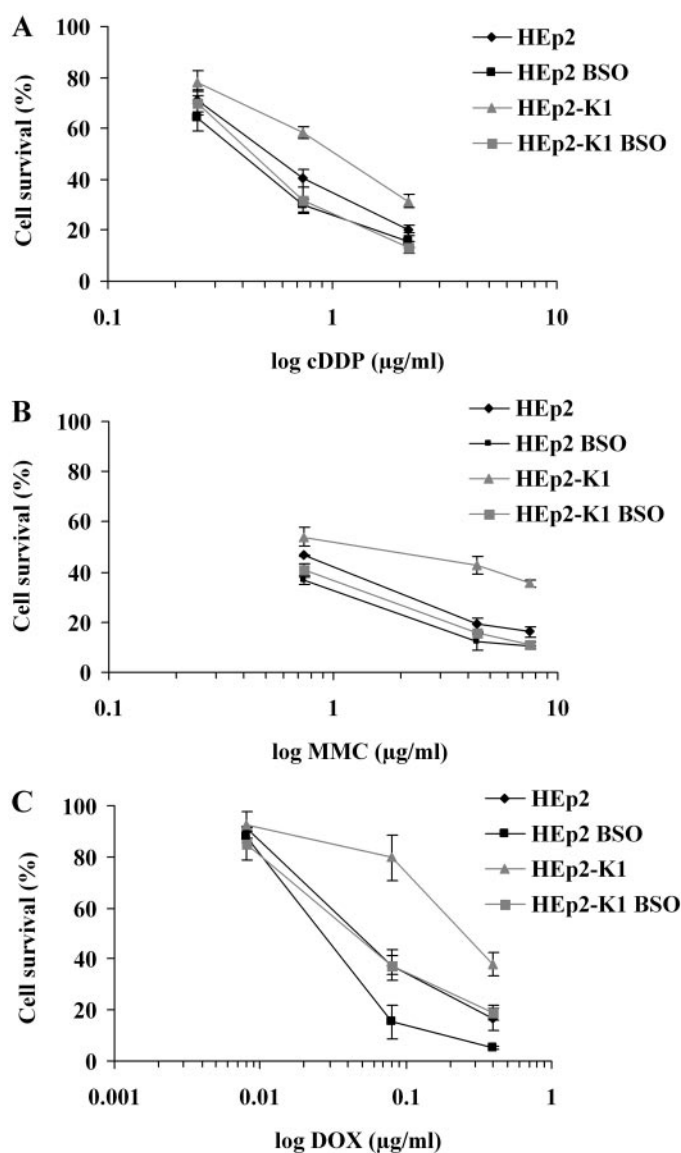 A
HEp2
HEp2 BSO
HEp2-K1
HEp2-K1 BSO
Cell survival (%)
100
80
60
40
20
0
0.1 1 10
log cDDP (µg/ml)
B
HEp2
HEp2 BSO
HEp2-K1
HEp2-K1 BSO
Cell survival (%)
100
80
60
40
20
0
0.1 1 10
log MMC (µg/ml)
C
HEp2
HEp2 BSO
HEp2-K1
HEp2-K1 BSO
Cell survival (%)
100
80
60
40
20
0
0.001 0.01 0.1 1
log DOX (µg/ml)